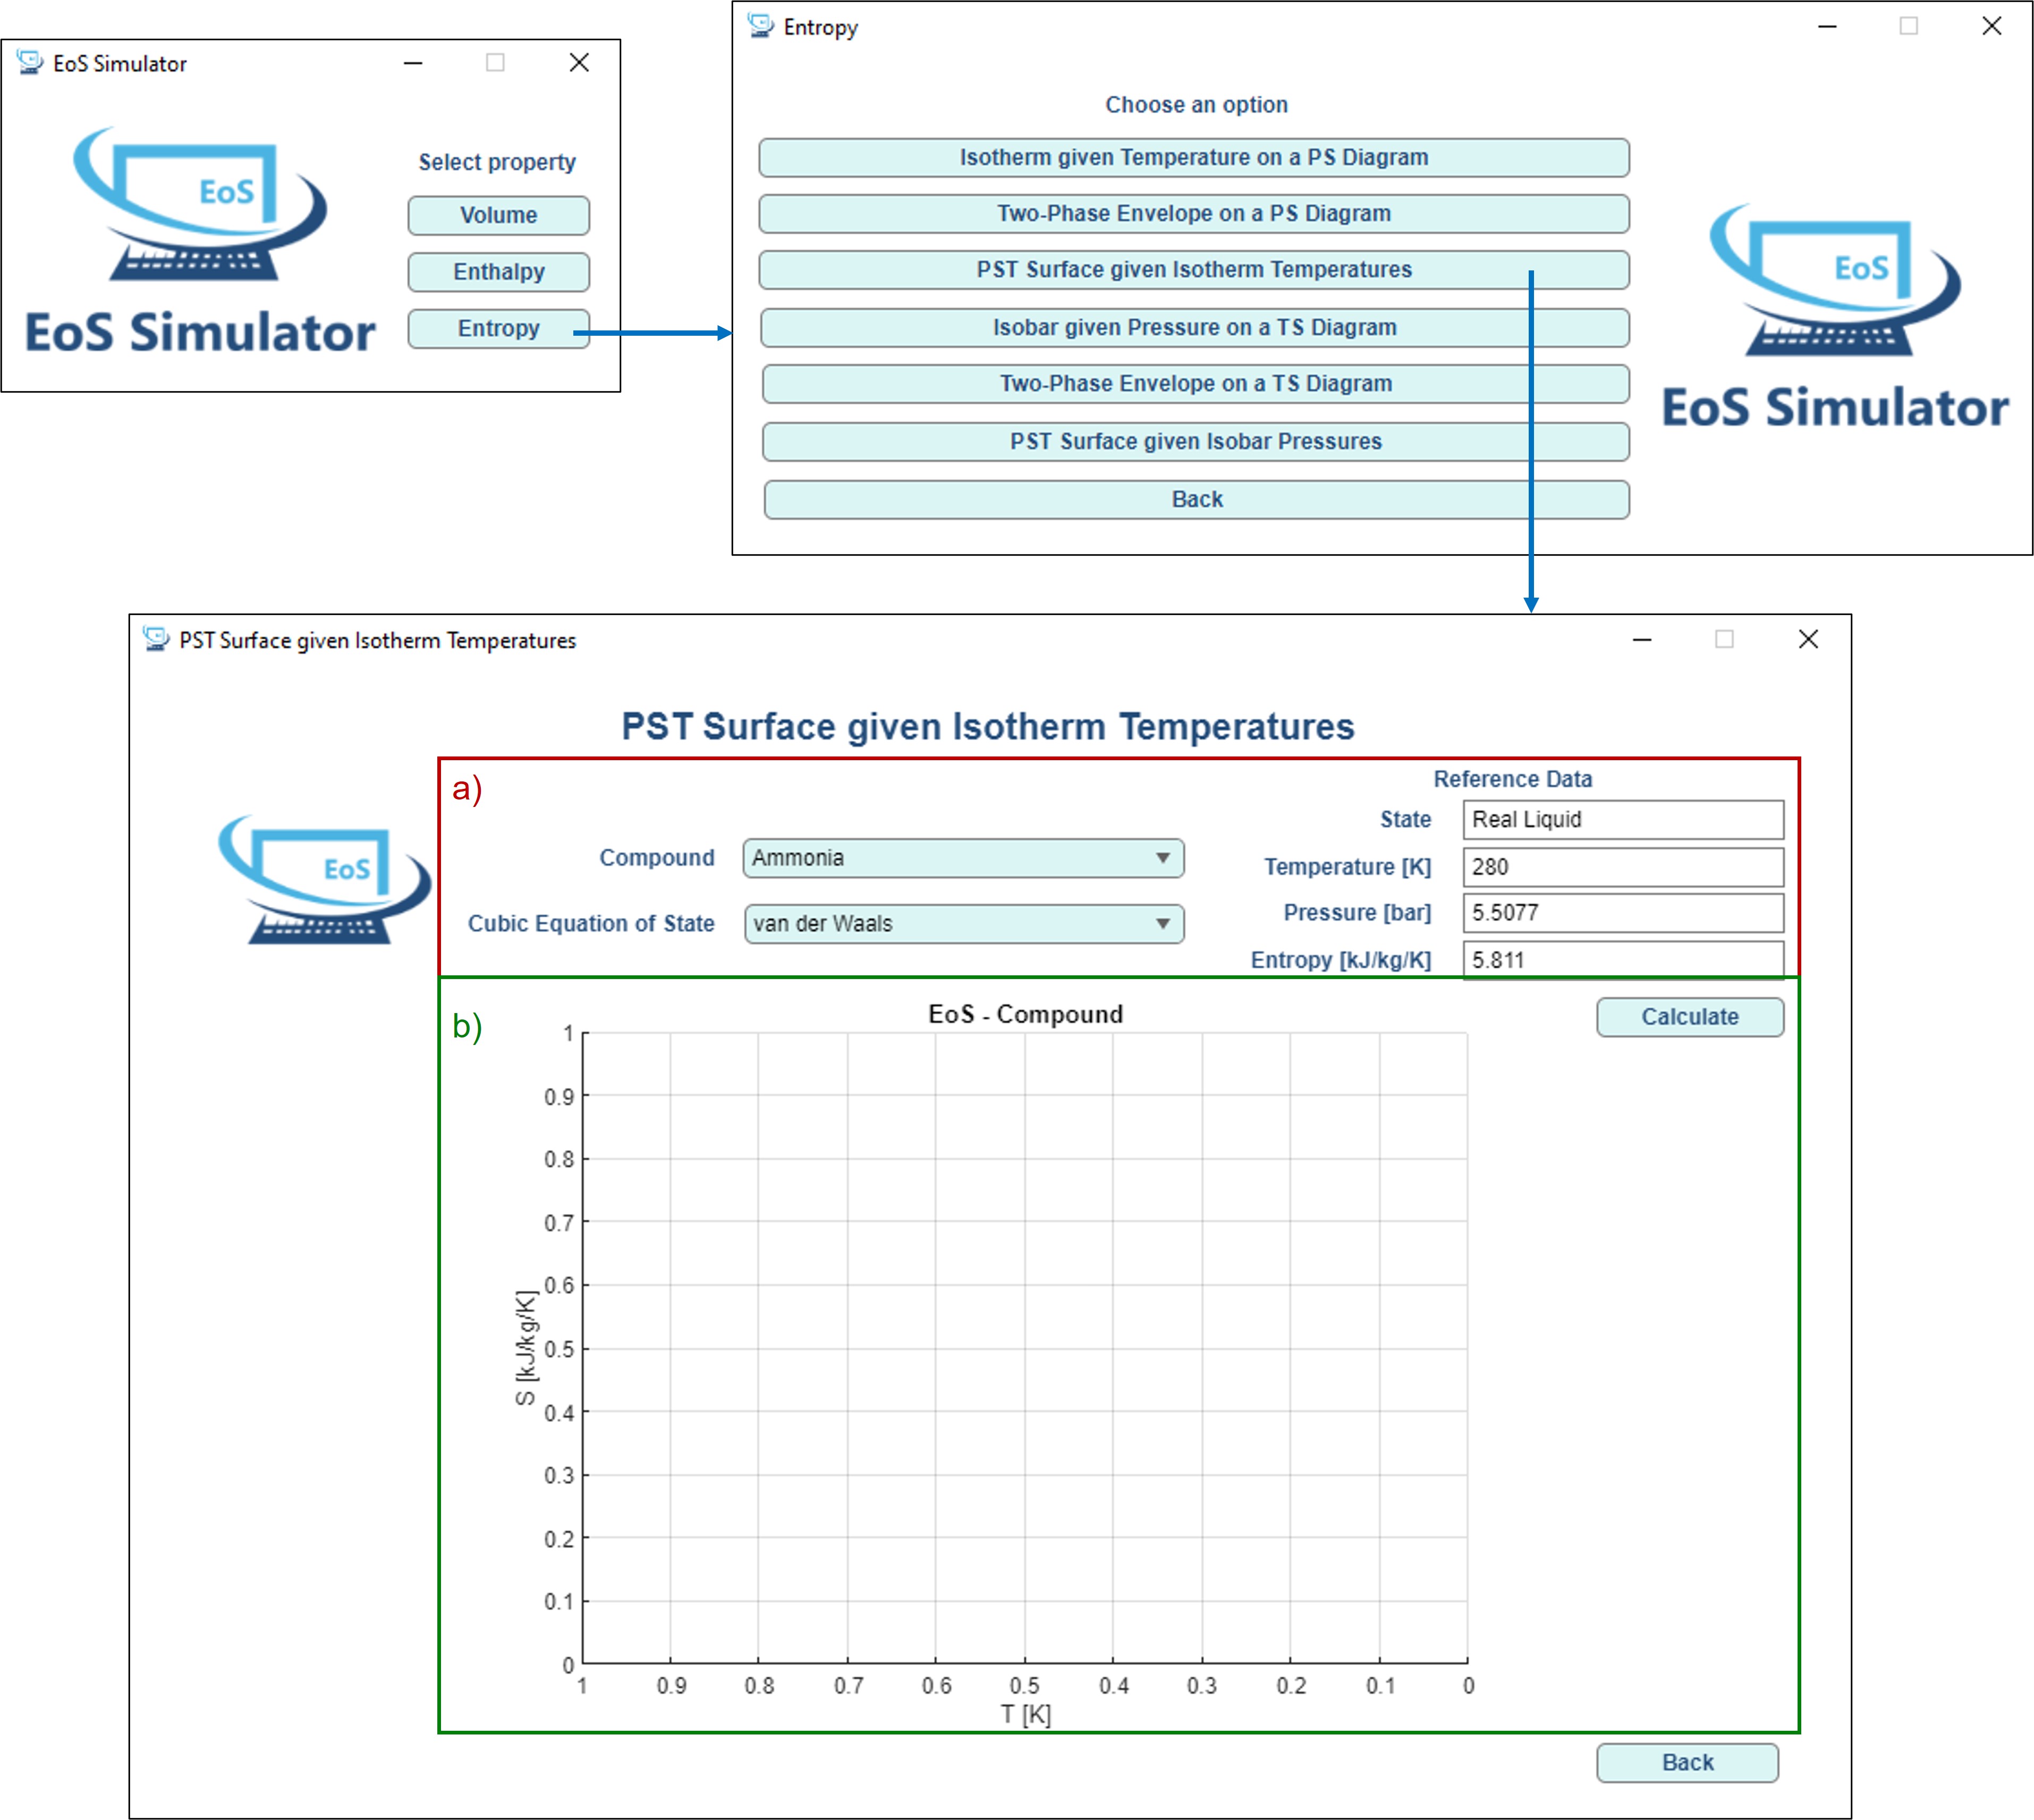 EoS Simulator
EoS
EoS Simulator
Select property
Volume
Enthalpy
Entropy
Entropy
Choose an option
Isotherm given Temperature on a PS Diagram
Two-Phase Envelope on a PS Diagram
PST Surface given Isotherm Temperatures
Isobar given Pressure on a TS Diagram
Two-Phase Envelope on a TS Diagram
PST Surface given Isobar Pressures
Back
EoS
EoS Simulator
PST Surface given Isotherm Temperatures
PST Surface given Isotherm Temperatures
EoS
a)
Compound Ammonia
Cubic Equation of State van der Waals
Reference Data
State Real Liquid
Temperature [K] 280
Pressure [bar] 5.5077
Entropy [kJ/kg/K] 5.811
b)
EoS - Compound
Calculate
S [kJ/kg/K]
1
0.9
0.8
0.7
0.6
0.5
0.4
0.3
0.2
0.1
0
1 0.9 0.8 0.7 0.6 0.5 0.4 0.3 0.2 0.1 0
T [K]
Back